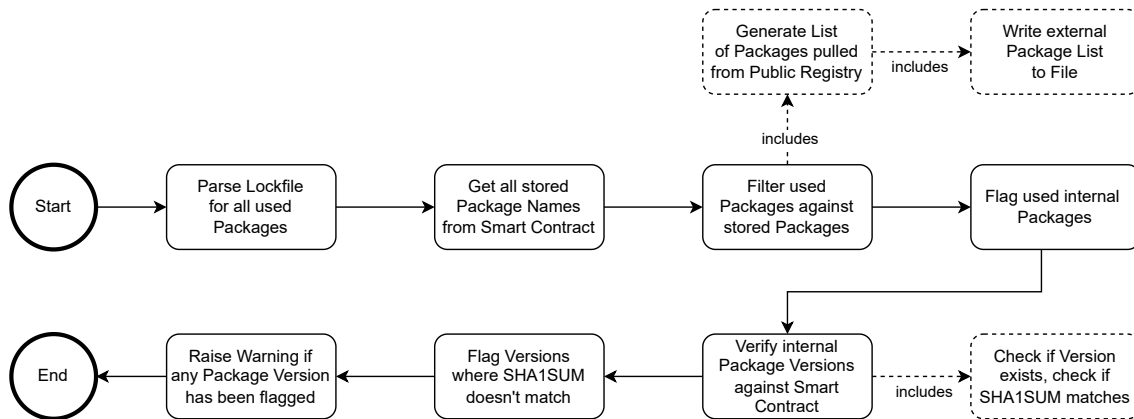 Generate List
of Packages pulled
from Public Registry
includes
Write external
Package List
to File
includes
Start
Parse Lockfile
for all used
Packages
Get all stored
Package Names
from Smart Contract
Filter used
Packages against
stored Packages
Flag used internal
Packages
End
Raise Warning if
any Package Version
has been flagged
Flag Versions
where SHA1SUM
doesn't match
Verify internal
Package Versions
against Smart
Contract
includes
Check if Version
exists, check if
SHA1SUM matches